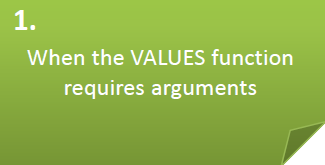 1.
When the VALUES function
requires arguments